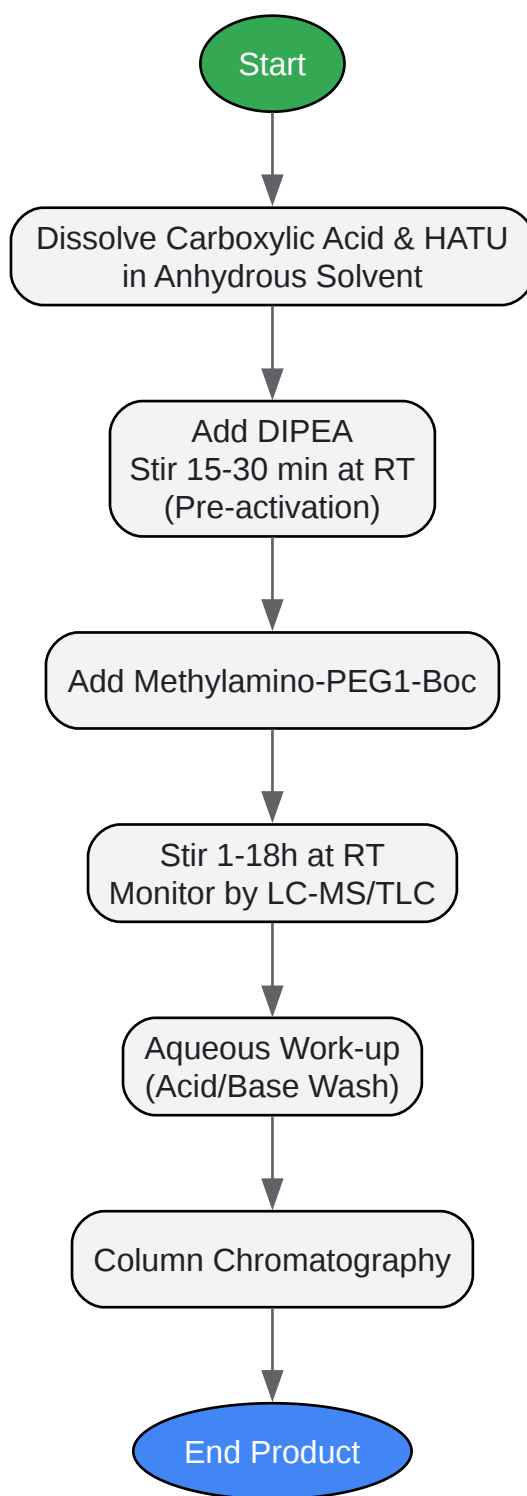 Start
Dissolve Carboxylic Acid & HATU
in Anhydrous Solvent
Add DIPEA
Stir 15-30 min at RT
(Pre-activation)
Add Methylamino-PEG1-Boc
Stir 1-18h at RT
Monitor by LC-MS/TLC
Aqueous Work-up
(Acid/Base Wash)
Column Chromatography
End Product